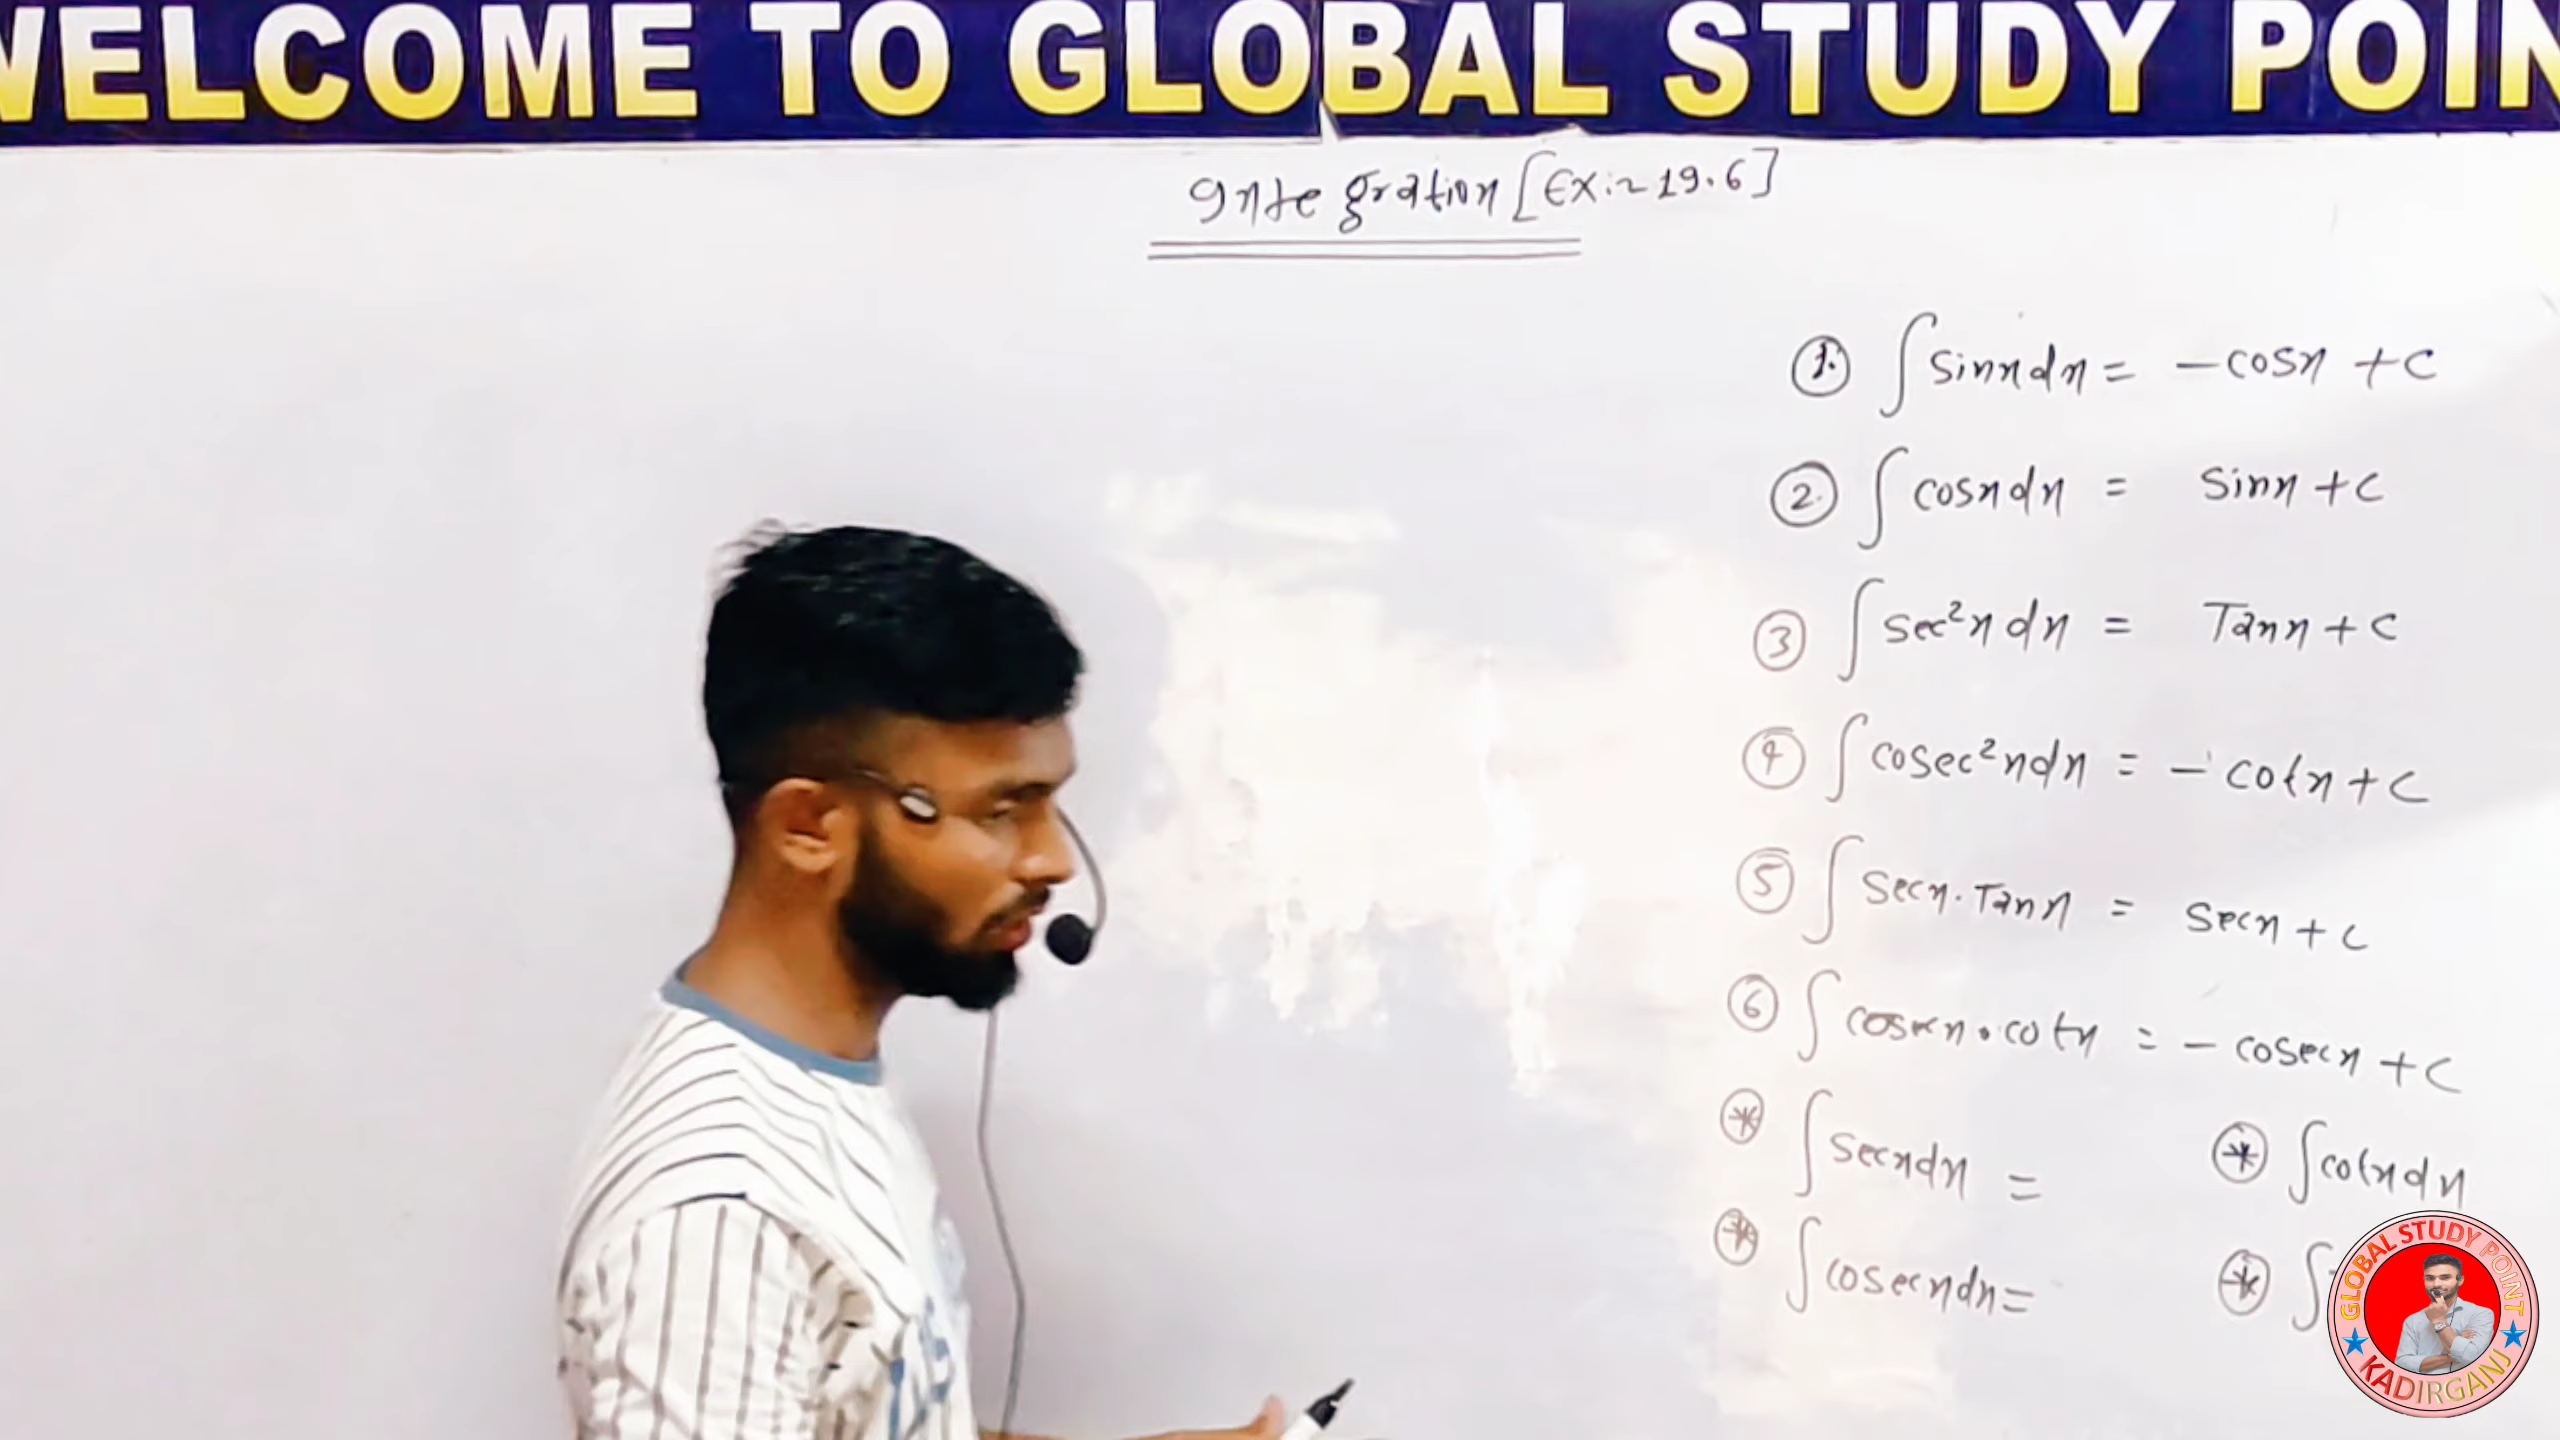 WELCOME TO GLOBAL STUDY POIN
Integration [Ex:~ 19.6]
① ∫ sinx dx = -cosx + c
② ∫ cosx dx = sinx + c
③ ∫ sec²x dx = Tanx + c
④ ∫ cosec²x dx = - cotx + c
⑤ ∫ secx . Tanx = secx + c
⑥ ∫ cosecx . cotx = - cosecx + c
* ∫ secx dx = * ∫ cotx dx
* ∫ cosecx dx = * ∫
GLOBAL STUDY POINT
KADIRGANJ